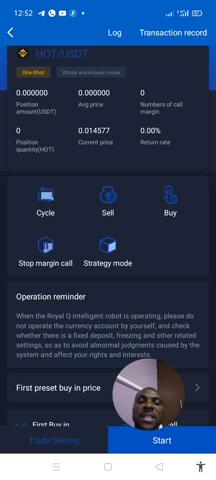 12:52
57
Log Transaction record
HOT/USDT
One-Shot Whole warehouse mode
0.000000 0.000000 0
Position amount(USDT) Avg price Numbers of call margin
0 0.014577 0.00%
Position quantity(HOT) Current price Return rate
Cycle Sell Buy
Stop margin call Strategy mode
Operation reminder
When the Royal Q intelligent robot is operating, please do
not operate the currency account by yourself, and check
whether there is a fixed deposit, freezing and other related
settings, so as to avoid abnormal judgments caused by the
system and affect your rights and interests.
First preset buy in price
First Buy in
Trade Setting Start